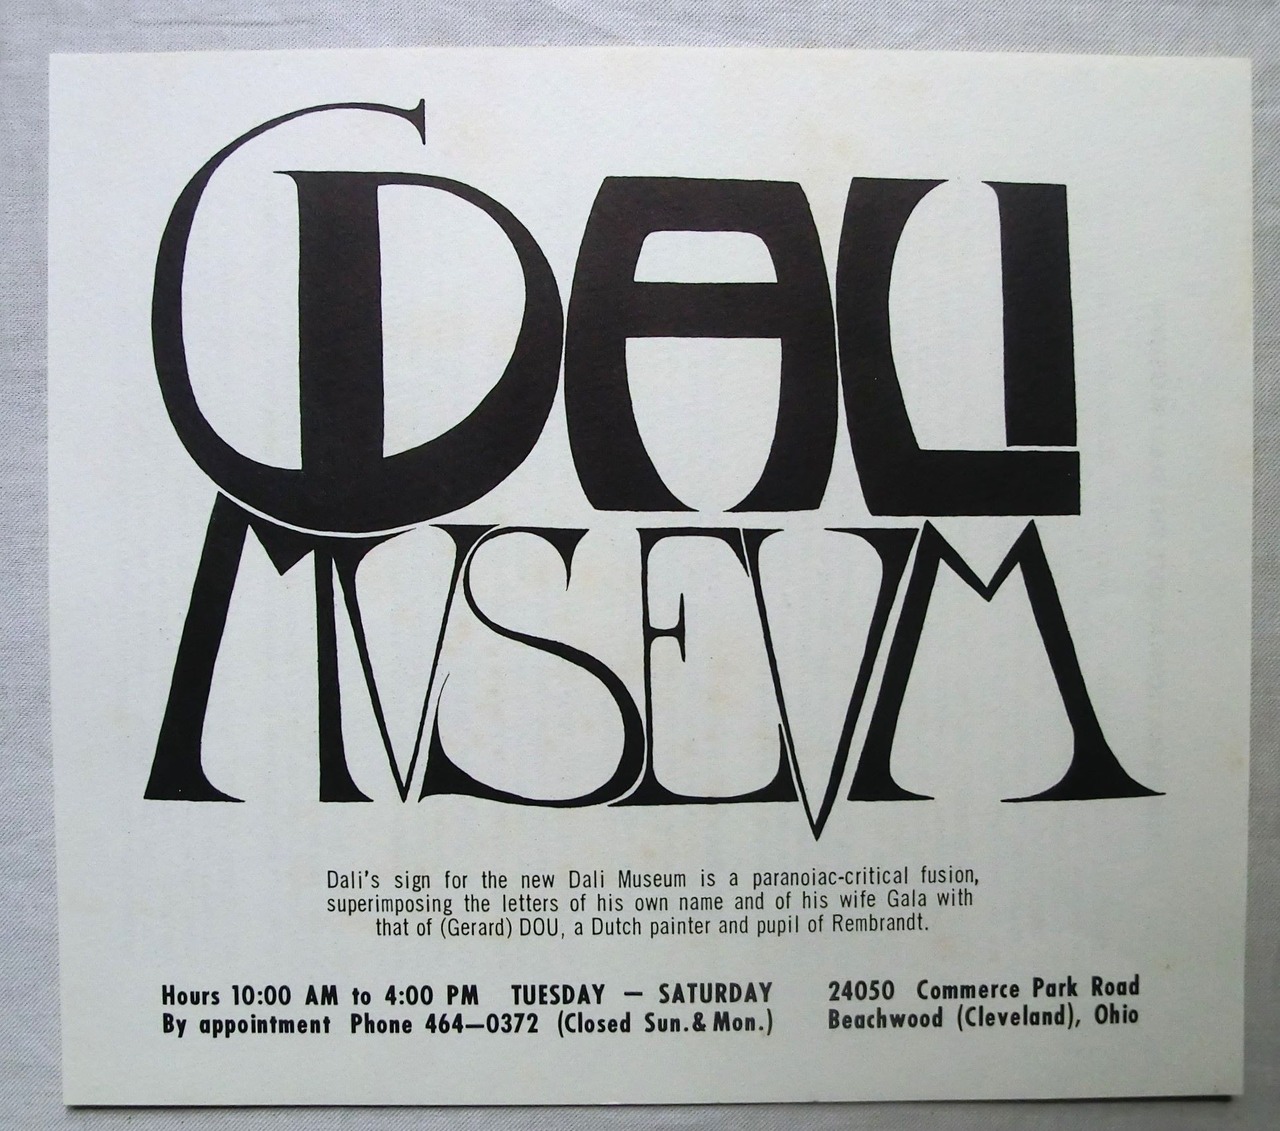 DALI
MUSEUM
Dali's sign for the new Dali Museum is a paranoiac-critical fusion,
superimposing the letters of his own name and of his wife Gala with
that of (Gerard) DOU, a Dutch painter and pupil of Rembrandt.
Hours 10:00 AM to 4:00 PM TUESDAY — SATURDAY
By appointment Phone 464—0372 (Closed Sun. & Mon.)
24050 Commerce Park Road
Beachwood (Cleveland), Ohio